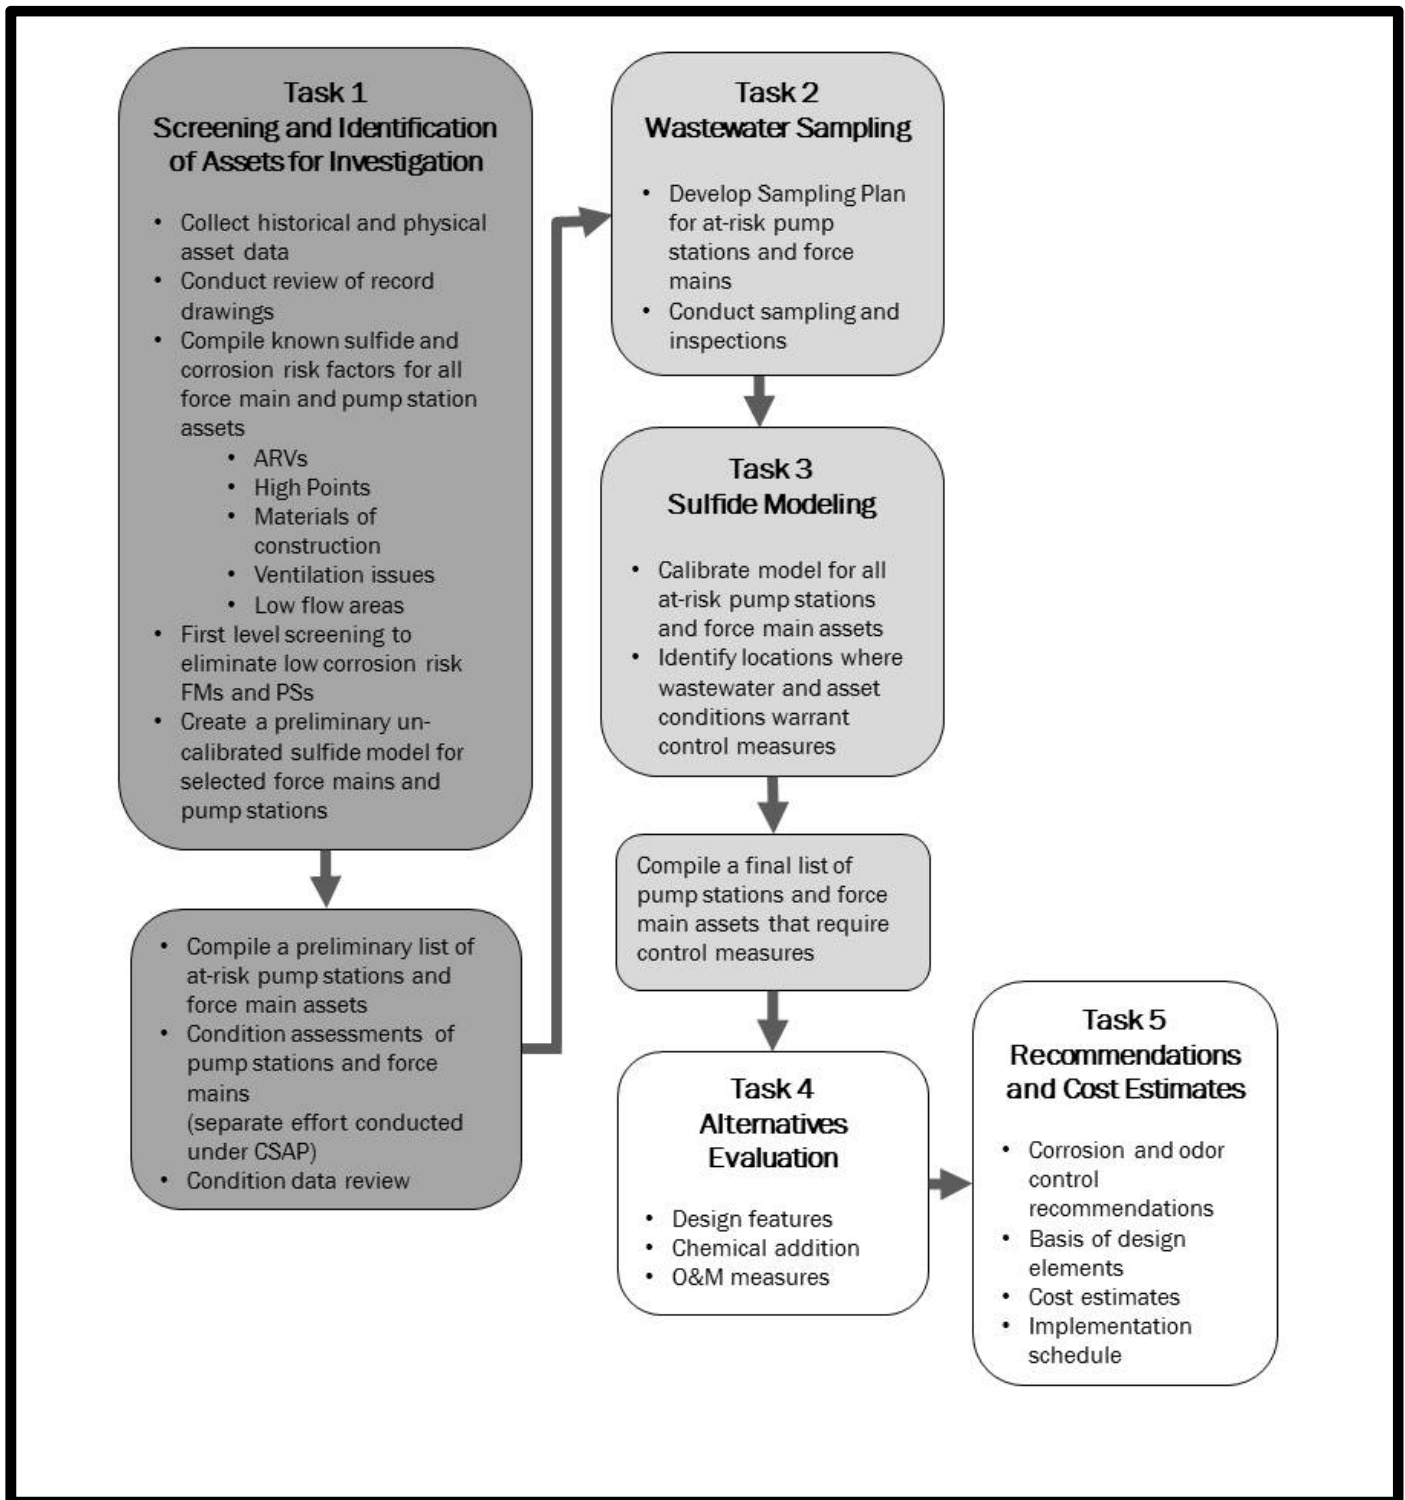 Task 1
Screening and Identification
of Assets for Investigation
• Collect historical and physical
asset data
• Conduct review of record
drawings
• Compile known sulfide and
corrosion risk factors for all
force main and pump station
assets
• ARVs
• High Points
• Materials of
construction
• Ventilation issues
• Low flow areas
• First level screening to
eliminate low corrosion risk
FMs and PSs
• Create a preliminary un-
calibrated sulfide model for
selected force mains and
pump stations
• Compile a preliminary list of
at-risk pump stations and
force main assets
• Condition assessments of
pump stations and force
mains
(separate effort conducted
under CSAP)
• Condition data review
Task 2
Wastewater Sampling
• Develop Sampling Plan
for at-risk pump
stations and force
mains
• Conduct sampling and
inspections
Task 3
Sulfide Modeling
• Calibrate model for all
at-risk pump stations
and force main assets
• Identify locations where
wastewater and asset
conditions warrant
control measures
Compile a final list of
pump stations and force
main assets that require
control measures
Task 4
Alternatives
Evaluation
• Design features
• Chemical addition
• O&M measures
Task 5
Recommendations
and Cost Estimates
• Corrosion and odor
control
recommendations
• Basis of design
elements
• Cost estimates
• Implementation
schedule